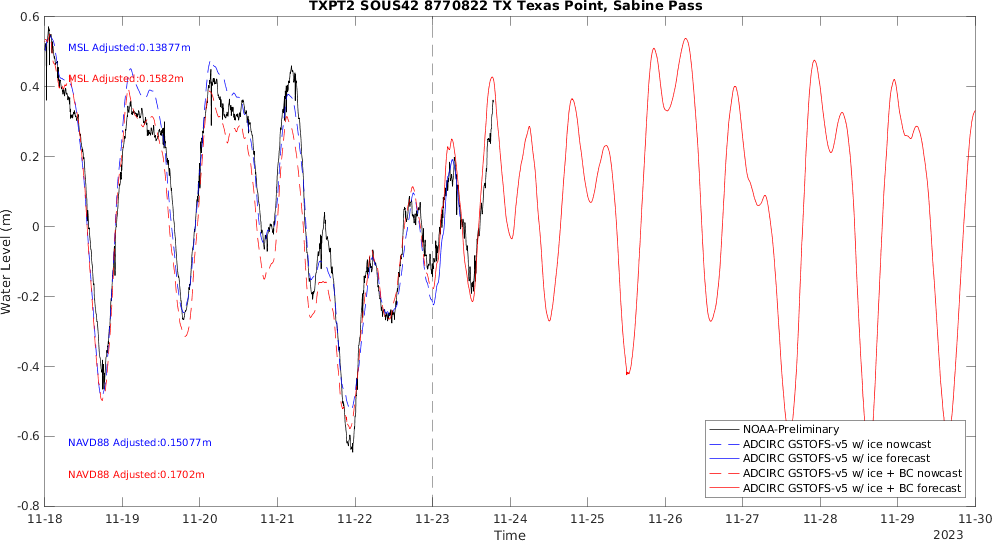 TXPT2 SOUS42 8770822 TX Texas Point, Sabine Pass
0.6
0.4
0.2
0
-0.2
-0.4
-0.6
-0.8
Water Level (m)
MSL Adjusted:0.13877m
MSL Adjusted:0.1582m
NAVD88 Adjusted:0.15077m
NAVD88 Adjusted:0.1702m
NOAA-Preliminary
ADCIRC GSTOFS-v5 w/ ice nowcast
ADCIRC GSTOFS-v5 w/ ice forecast
ADCIRC GSTOFS-v5 w/ ice + BC nowcast
ADCIRC GSTOFS-v5 w/ ice + BC forecast
11-18 11-19 11-20 11-21 11-22 11-23 11-24 11-25 11-26 11-27 11-28 11-29 11-30
Time
2023